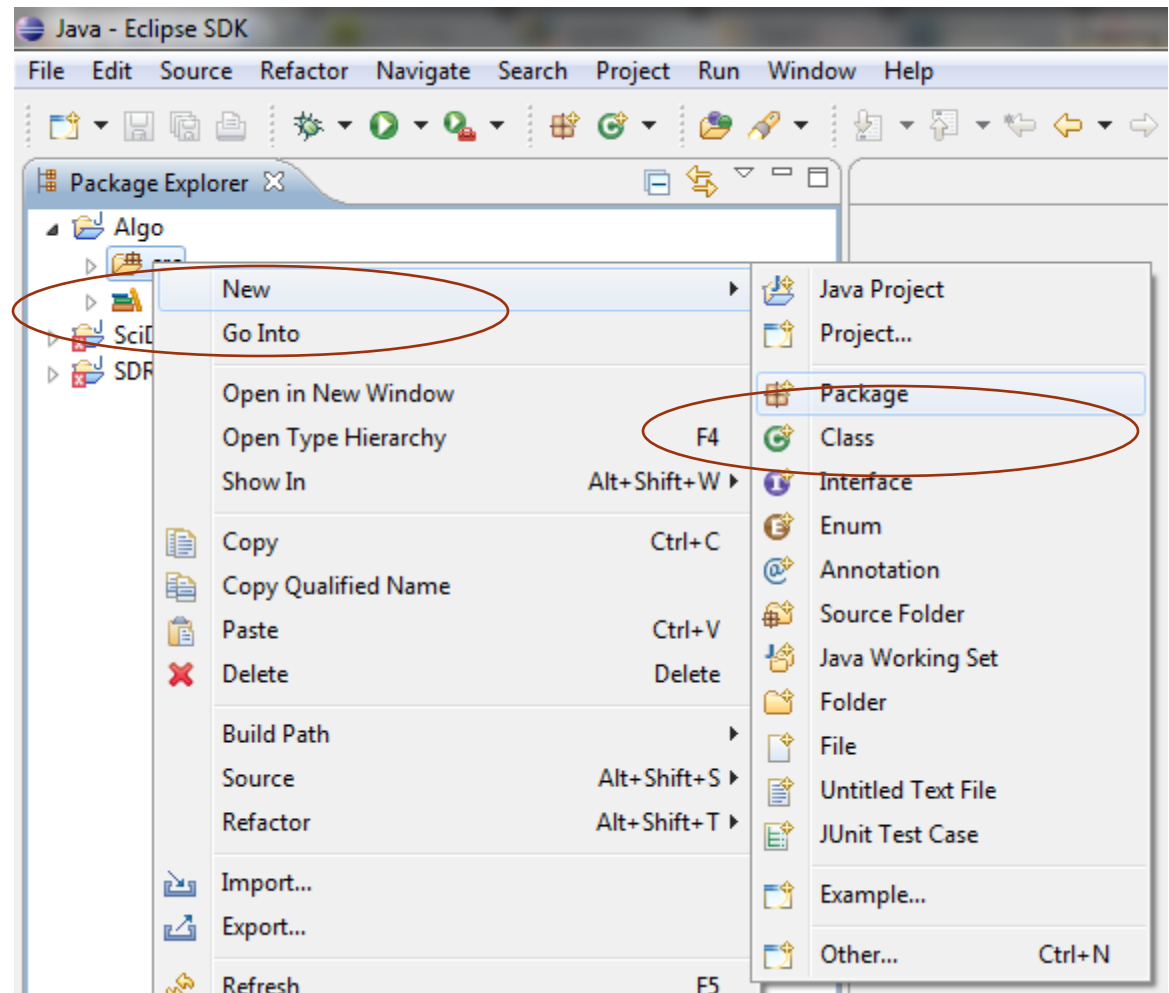 Java - Eclipse SDK
File Edit Source Refactor Navigate Search Project Run Window Help
Package Explorer
Algo
New
Java Project
Go Into
Project...
SDR
Open in New Window
Package
Open Type Hierarchy F4
Class
Show In Alt+Shift+W
Interface
Enum
Copy Ctrl+C
Annotation
Copy Qualified Name
Source Folder
Paste Ctrl+V
Java Working Set
Delete Delete
Folder
Build Path
File
Source Alt+Shift+S
Untitled Text File
Refactor Alt+Shift+T
JUnit Test Case
Import...
Example...
Export...
Other... Ctrl+N
Refresh F5